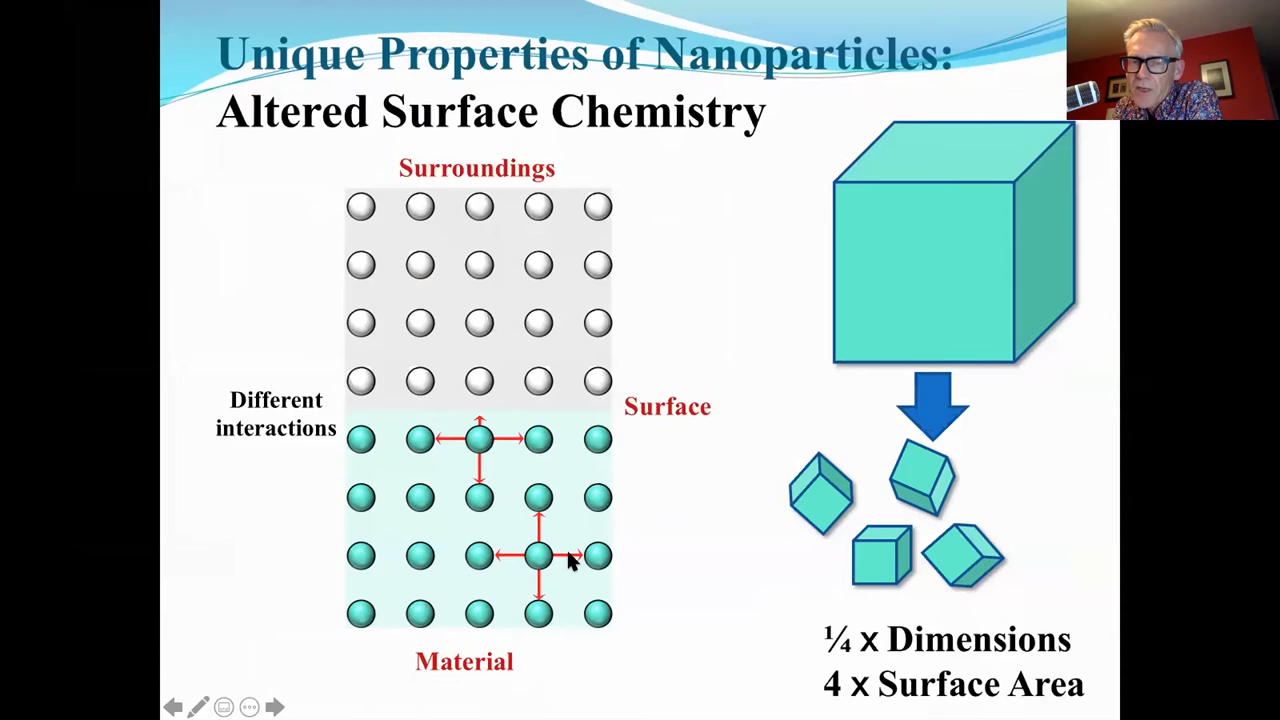 Unique Properties of Nanoparticles:
Altered Surface Chemistry
Surroundings
Different
interactions
Surface
Material
¼ x Dimensions
4 x Surface Area